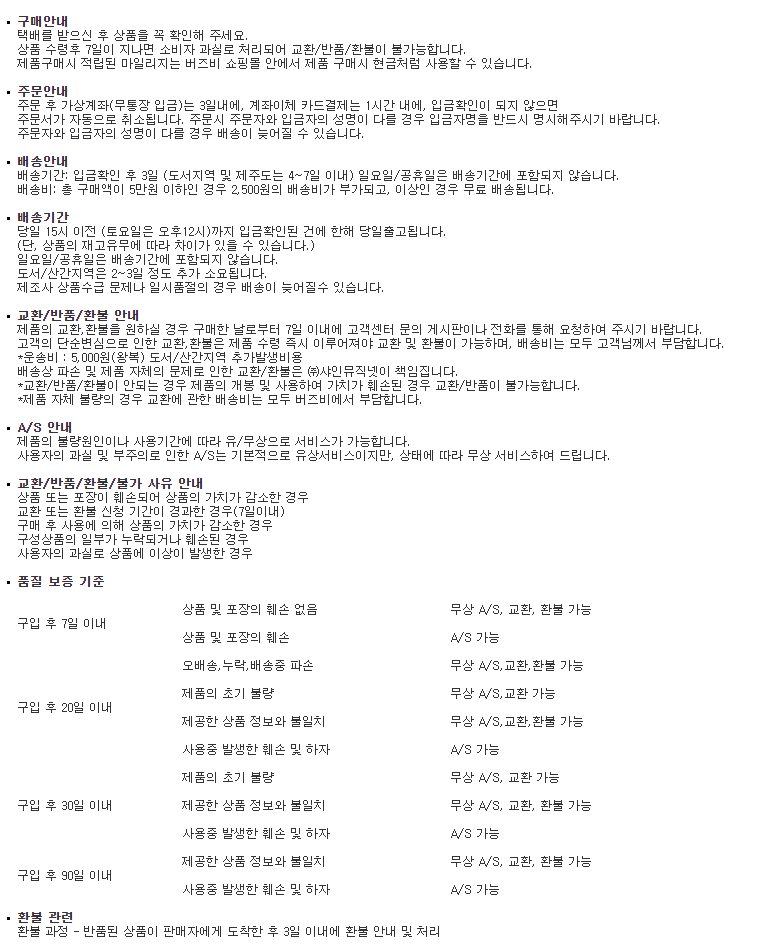 • 구매안내
택배를 받으신 후 상품을 꼭 확인해 주세요.
상품 수령후 7일이 지나면 소비자 과실로 처리되어 교환/반품/환불이 불가능합니다.
제품구매시 적립된 마일리지는 버즈비 쇼핑몰 안에서 제품 구매시 현금처럼 사용할 수 있습니다.
• 주문안내
주문 후 가상계좌(무통장 입금)는 3일내에, 계좌이체 카드결제는 1시간 내에, 입금확인이 되지 않으면
주문서가 자동으로 취소됩니다. 주문시 주문자와 입금자의 성명이 다를 경우 입금자명을 반드시 명시해주시기 바랍니다.
주문자와 입금자의 성명이 다를 경우 배송이 늦어질 수 있습니다.
• 배송안내
배송기간: 입금확인 후 3일 (도서지역 및 제주도는 4~7일 이내) 일요일/공휴일은 배송기간에 포함되지 않습니다.
배송비: 총 구매액이 5만원 이하인 경우 2,500원의 배송비가 부가되고, 이상인 경우 무료 배송됩니다.
• 배송기간
당일 15시 이전 (토요일은 오후12시)까지 입금확인된 건에 한해 당일출고됩니다.
(단, 상품의 재고유무에 따라 차이가 있을 수 있습니다.)
일요일/공휴일은 배송기간에 포함되지 않습니다.
도서/산간지역은 2~3일 정도 추가 소요됩니다.
제조사 상품수급 문제나 일시품절의 경우 배송이 늦어질수 있습니다.
• 교환/반품/환불 안내
제품의 교환,환불을 원하실 경우 구매한 날로부터 7일 이내에 고객센터 문의 게시판이나 전화를 통해 요청하여 주시기 바랍니다.
고객의 단순변심으로 인한 교환,환불은 제품 수령 즉시 이루어져야 교환 및 환불이 가능하며, 배송비는 모두 고객님께서 부담합니다.
*운송비 : 5,000원(왕복) 도서/산간지역 추가발생비용
배송상 파손 및 제품 자체의 문제로 인한 교환/환불은 ㈜샤인뮤직넷이 책임집니다.
*교환/반품/환불이 안되는 경우 제품의 개봉 및 사용하여 가치가 훼손된 경우 교환/반품이 불가능합니다.
*제품 자체 불량의 경우 교환에 관한 배송비는 모두 버즈비에서 부담합니다.
• A/S 안내
제품의 불량원인이나 사용기간에 따라 유/무상으로 서비스가 가능합니다.
사용자의 과실 및 부주의로 인한 A/S는 기본적으로 유상서비스이지만, 상태에 따라 무상 서비스하여 드립니다.
• 교환/반품/환불/불가 사유 안내
상품 또는 포장이 훼손되어 상품의 가치가 감소한 경우
교환 또는 환불 신청 기간이 경과한 경우(7일이내)
구매 후 사용에 의해 상품의 가치가 감소한 경우
구성상품의 일부가 누락되거나 훼손된 경우
사용자의 과실로 상품에 이상이 발생한 경우
• 품질 보증 기준
구입 후 7일 이내
상품 및 포장의 훼손 없음 무상 A/S, 교환, 환불 가능
상품 및 포장의 훼손 A/S 가능
구입 후 20일 이내
오배송,누락,배송중 파손 무상 A/S,교환,환불 가능
제품의 초기 불량 무상 A/S,교환 가능
제공한 상품 정보와 불일치 무상 A/S,교환,환불 가능
사용중 발생한 훼손 및 하자 A/S 가능
구입 후 30일 이내
제품의 초기 불량 무상 A/S, 교환 가능
제공한 상품 정보와 불일치 무상 A/S, 교환, 환불 가능
사용중 발생한 훼손 및 하자 A/S 가능
구입 후 90일 이내
제공한 상품 정보와 불일치 무상 A/S, 교환, 환불 가능
사용중 발생한 훼손 및 하자 A/S 가능
• 환불 관련
환불 과정 - 반품된 상품이 판매자에게 도착한 후 3일 이내에 환불 안내 및 처리